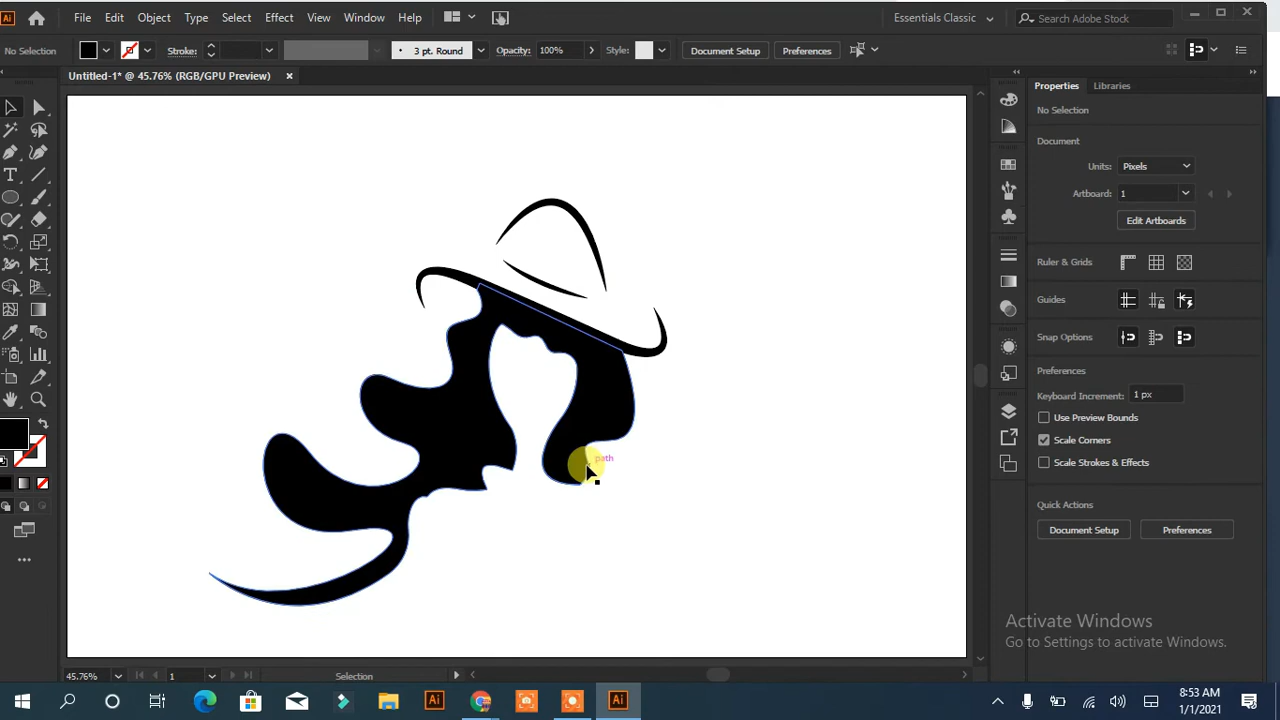 File Edit Object Type Select Effect View Window Help Essentials Classic Search Adobe Stock
No Selection Stroke: 3 pt. Round Opacity: 100% Style: Document Setup Preferences
Untitled-1* @ 45.76% (RGB/GPU Preview)
Properties Libraries
No Selection
Document
Units: Pixels
Artboard: 1
Edit Artboards
Ruler & Grids
Guides
Snap Options
Preferences
Keyboard Increment: 1 px
Use Preview Bounds
Scale Corners
Scale Strokes & Effects
Quick Actions
Document Setup Preferences
path
Activate Windows
Go to Settings to activate Windows.
45.76% 1 Selection
8:53 AM
1/1/2021